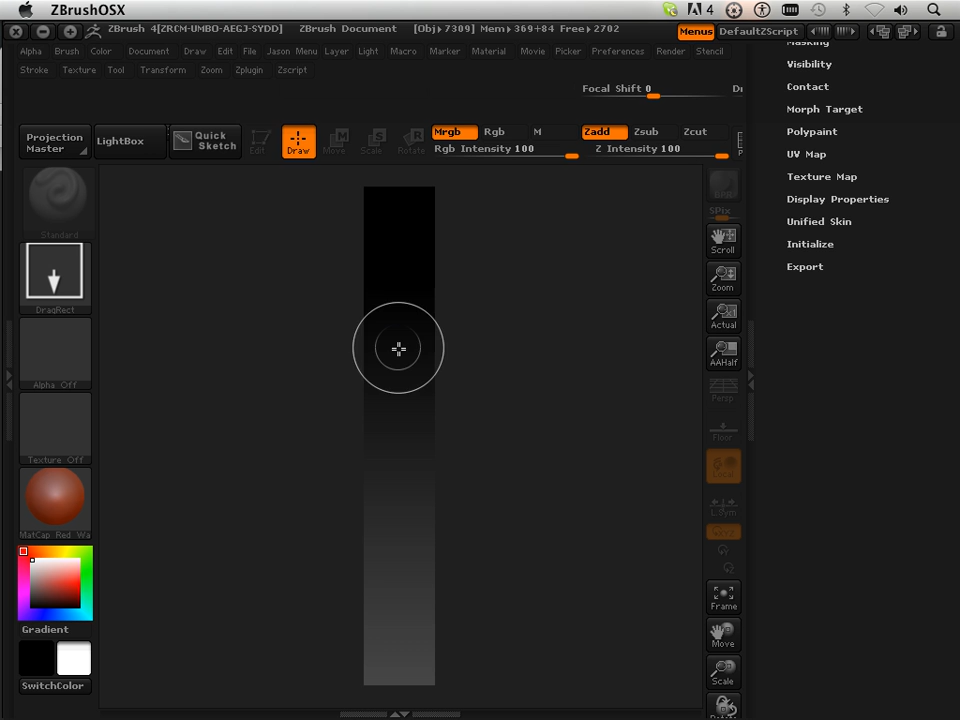 ZBrushOSX
4
ZBrush 4[ZRCM-UMBO-AEGJ-SYDD] ZBrush Document [Obj▸7309] Mem▸369+84 Free▸2702
Menus DefaultZScript
Alpha Brush Color Document Draw Edit File Jason Menu Layer Light Macro Marker Material Movie Picker Preferences Render Stencil
Stroke Texture Tool Transform Zoom Zplugin Zscript
Masking
Visibility
Contact
Morph Target
Polypaint
UV Map
Texture Map
Display Properties
Unified Skin
Initialize
Export
Focal Shift 0
Projection
Master
LightBox
Quick
Sketch
Edit
Draw
Move
Scale
Rotate
Mrgb Rgb M
Rgb Intensity 100
Zadd Zsub Zcut
Z Intensity 100
Standard
DragRect
Alpha Off
Texture Off
MatCap Red Wa
Gradient
SwitchColor
SPix
Scroll
Zoom
Actual
AAHalf
Persp
Floor
Local
L.Sym
Frame
Move
Scale